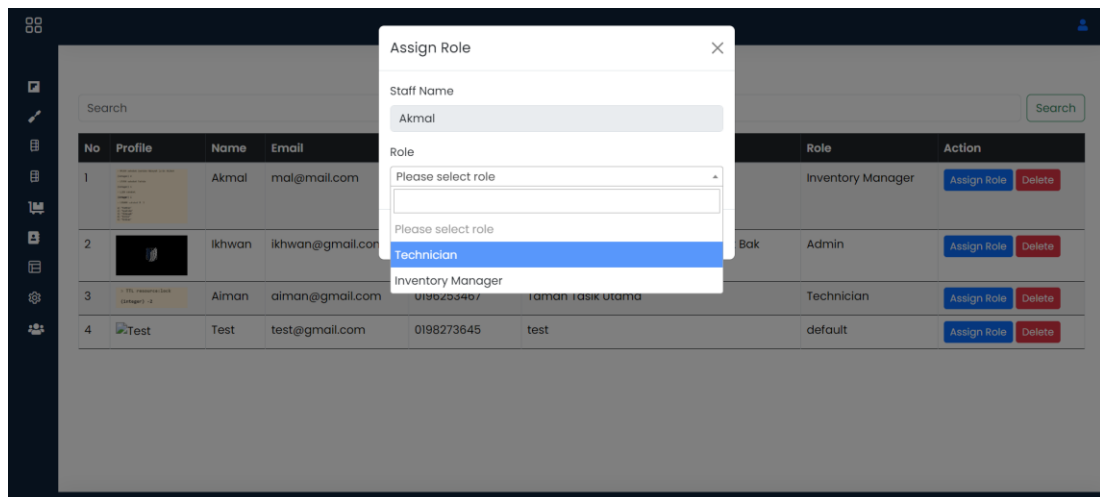 Assign Role
Staff Name
Akmal
Role
Please select role
Please select role
Technician
Inventory Manager
Search Search
No Profile Name Email Role Action
1 Akmal mal@mail.com Inventory Manager Assign Role Delete
2 Ikhwan ikhwan@gmail.com Bak Admin Assign Role Delete
3 Aiman aiman@gmail.com 0196253467 Taman Tasik Utama Technician Assign Role Delete
4 Test Test test@gmail.com 0198273645 test default Assign Role Delete